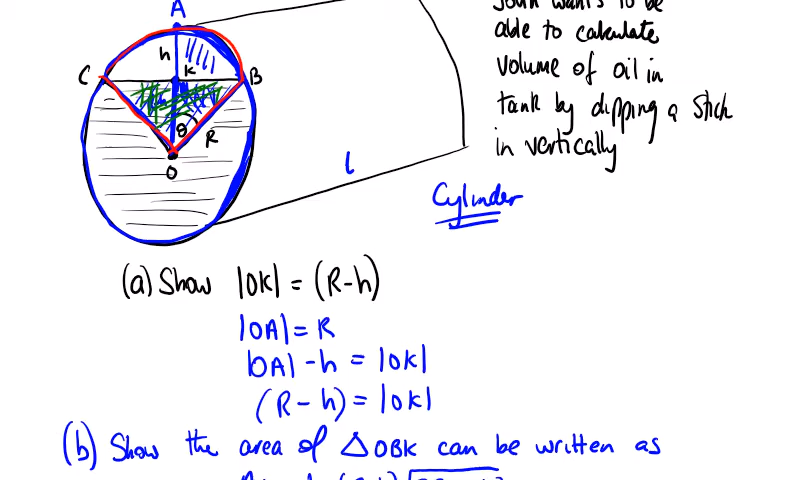 John wants to be
able to calculate
volume of oil in
tank by dipping a stick
in vertically
A
h
C
K
B
θ
R
O
l
Cylinder
(a) Show |OK| = (R-h)
|OA| = R
|OA| - h = |OK|
(R - h) = |OK|
(b) Show the area of △OBK can be written as